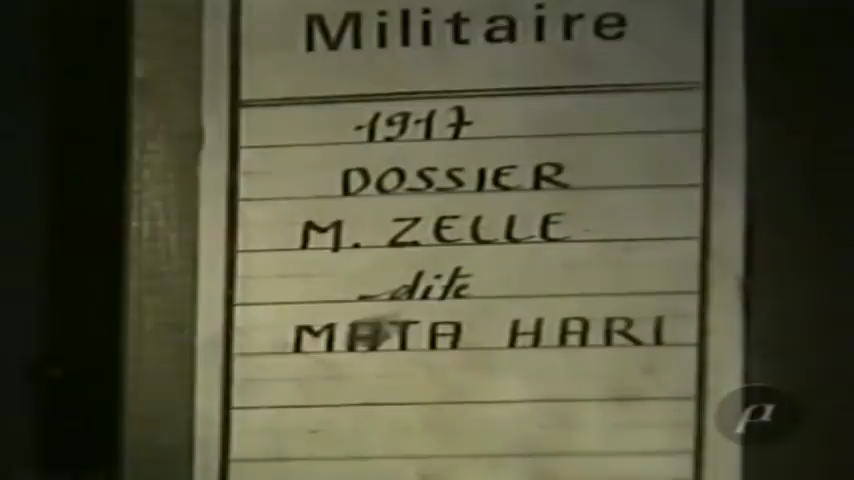 Militaire
1917
DOSSIER
M. ZELLE
dite
MATA HARI